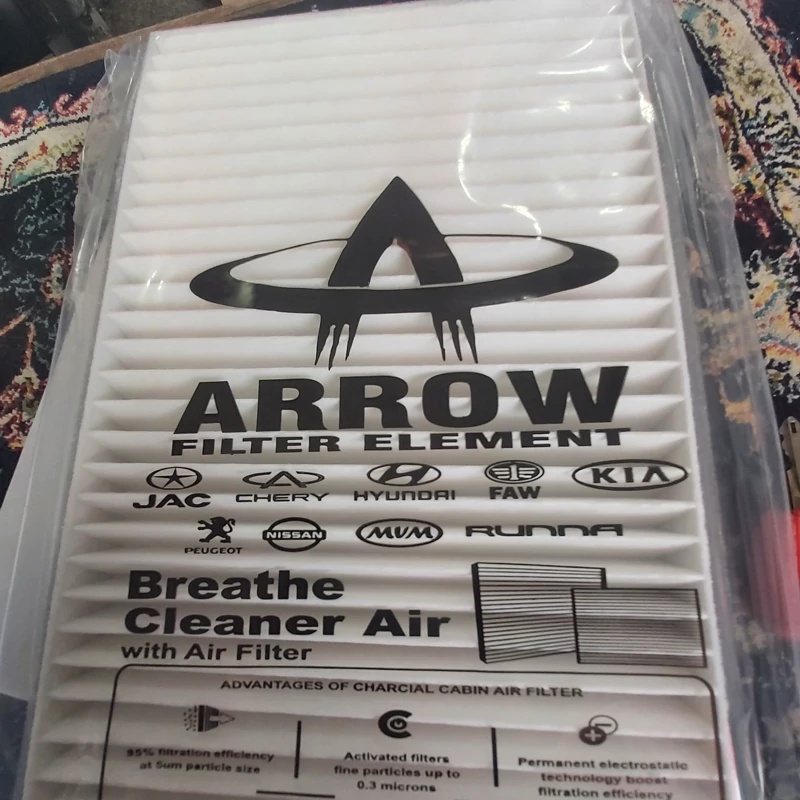 ARROW
FILTER ELEMENT
JAC CHERY HYUNDAI FAW KIA
PEUGEOT NISSAN MVM RUNNA
Breathe
Cleaner Air
with Air Filter
ADVANTAGES OF CHARCIAL CABIN AIR FILTER
95% filtration efficiency
at 5um particle size
Activated filters
fine particles up to
0.3 microns
Permanent electrostatic
technology boost
filtration efficiency